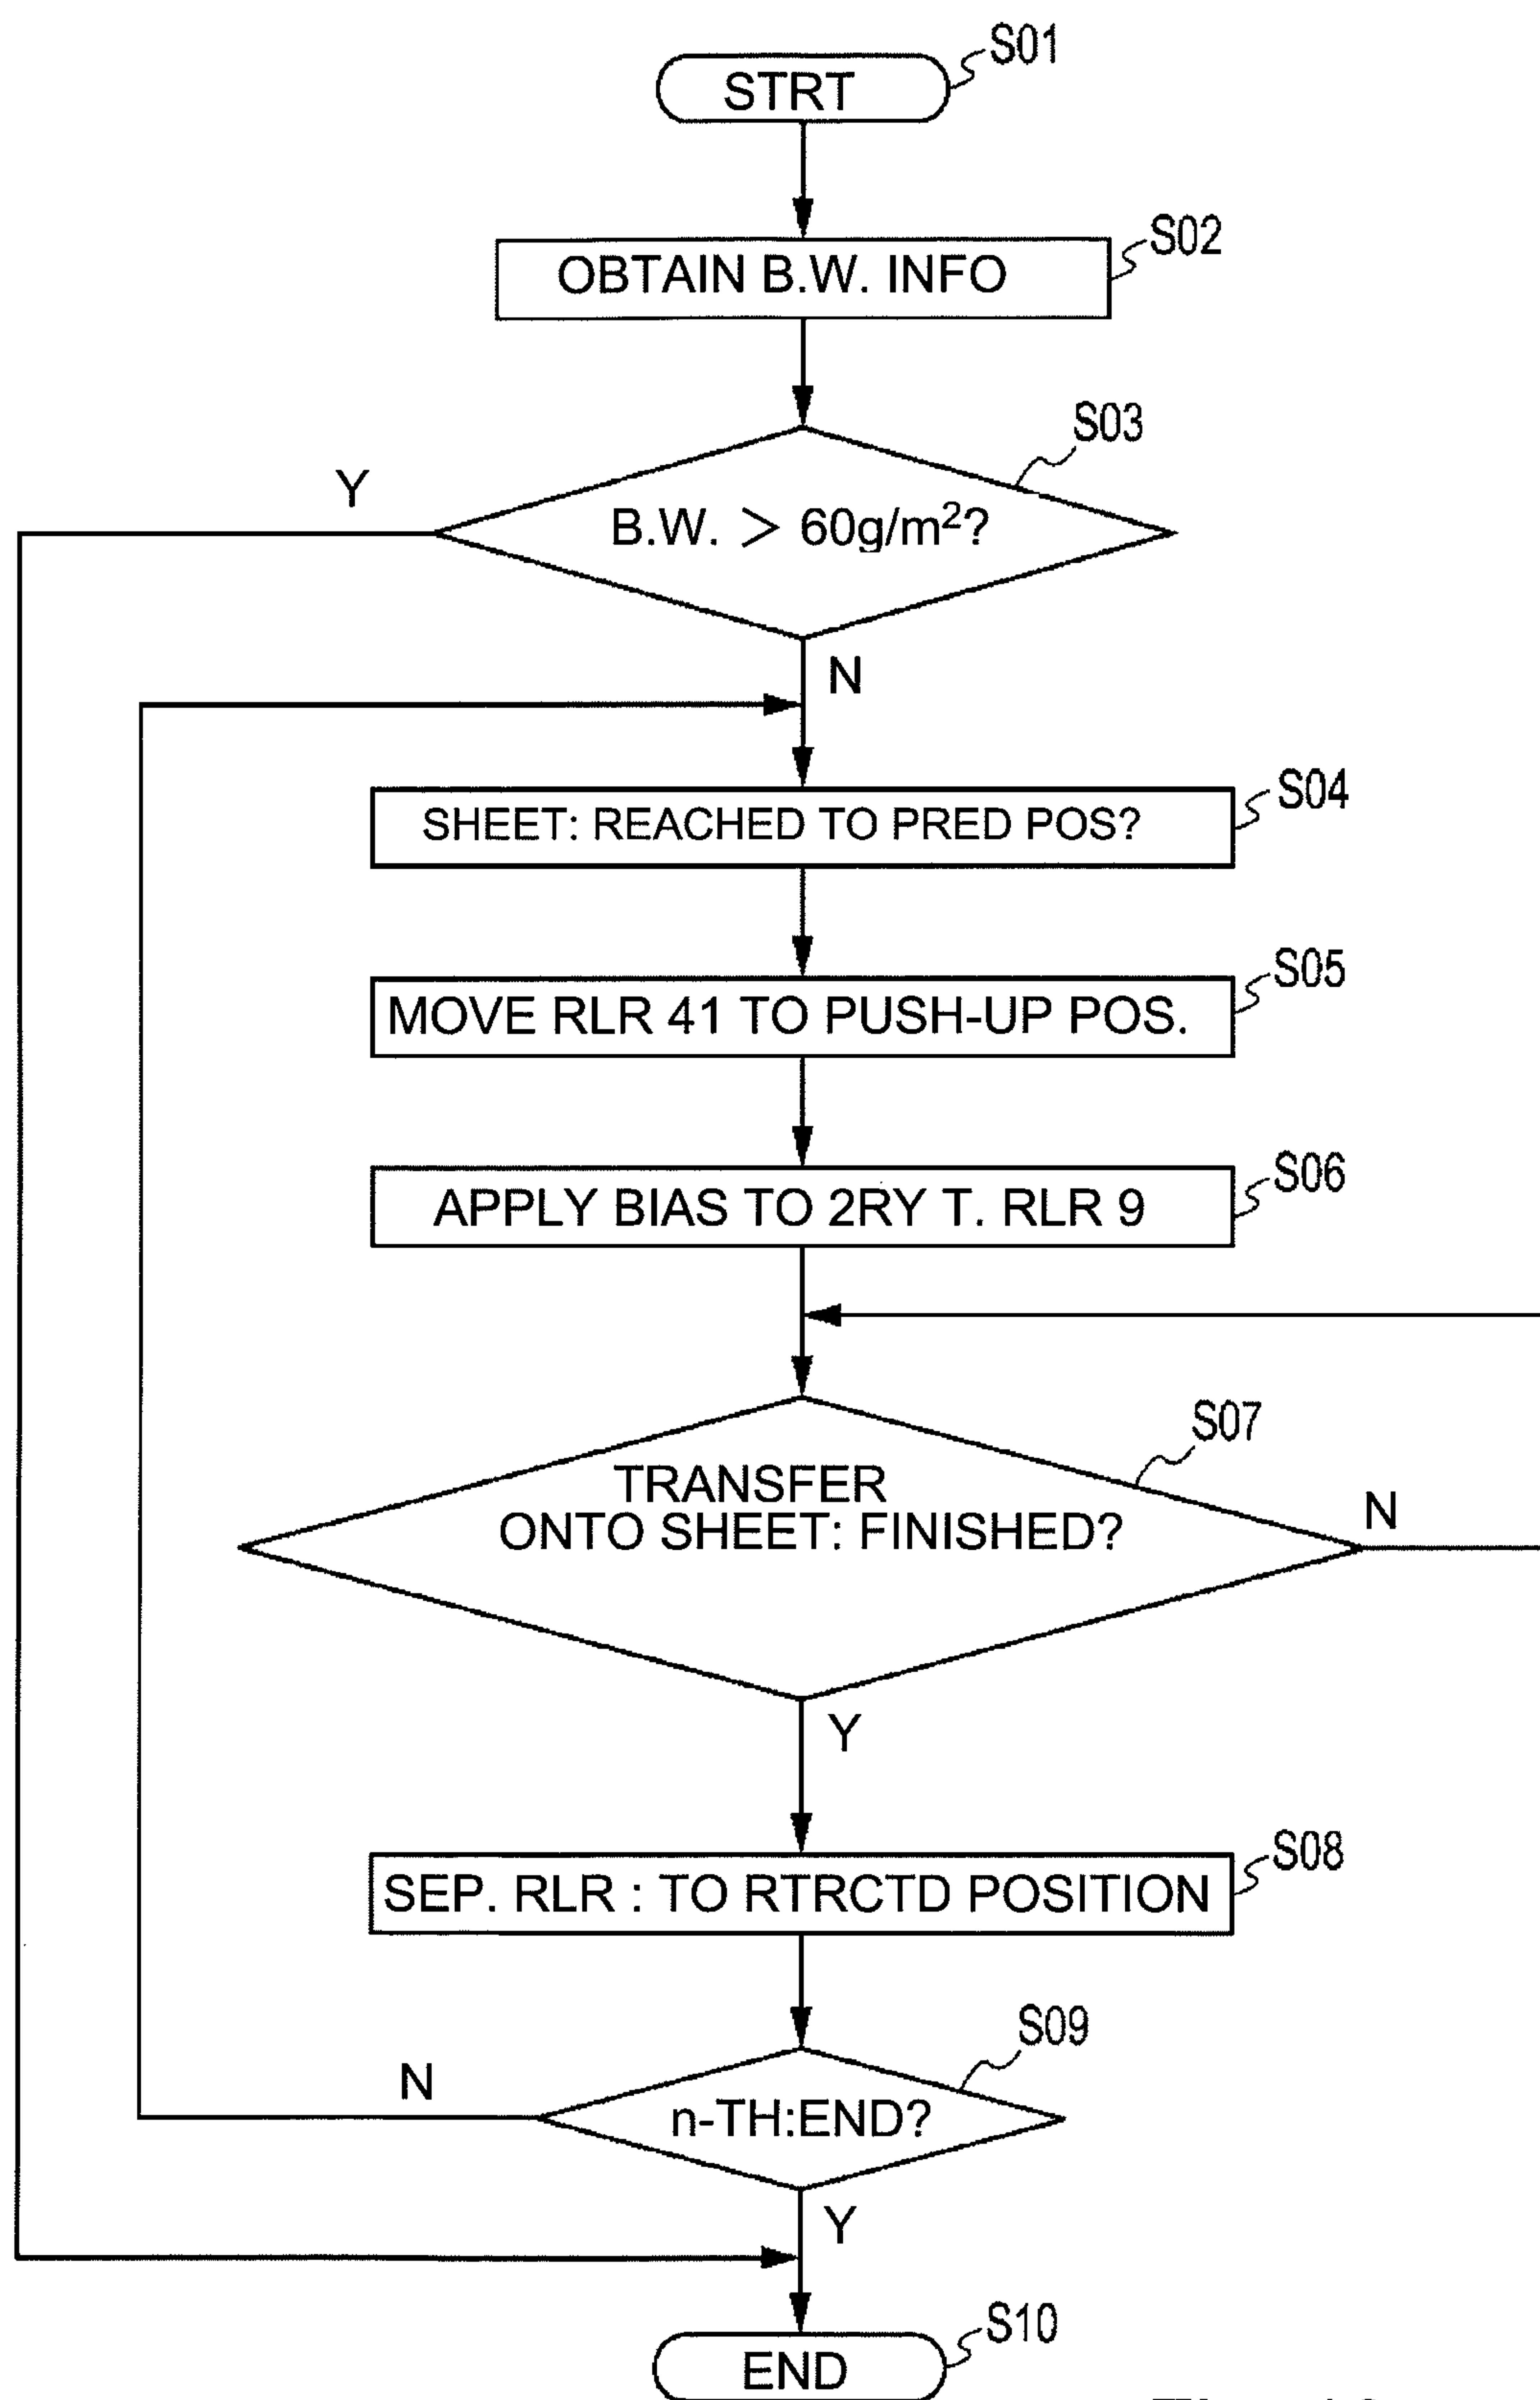 STRT
S01
OBTAIN B.W. INFO
S02
S03
Y
B.W. > 60g/m²?
N
SHEET: REACHED TO PRED POS?
S04
MOVE RLR 41 TO PUSH-UP POS.
S05
APPLY BIAS TO 2RY T. RLR 9
S06
S07
TRANSFER
ONTO SHEET: FINISHED?
N
Y
SEP. RLR : TO RTRCTD POSITION
S08
S09
N
n-TH:END?
Y
S10
END